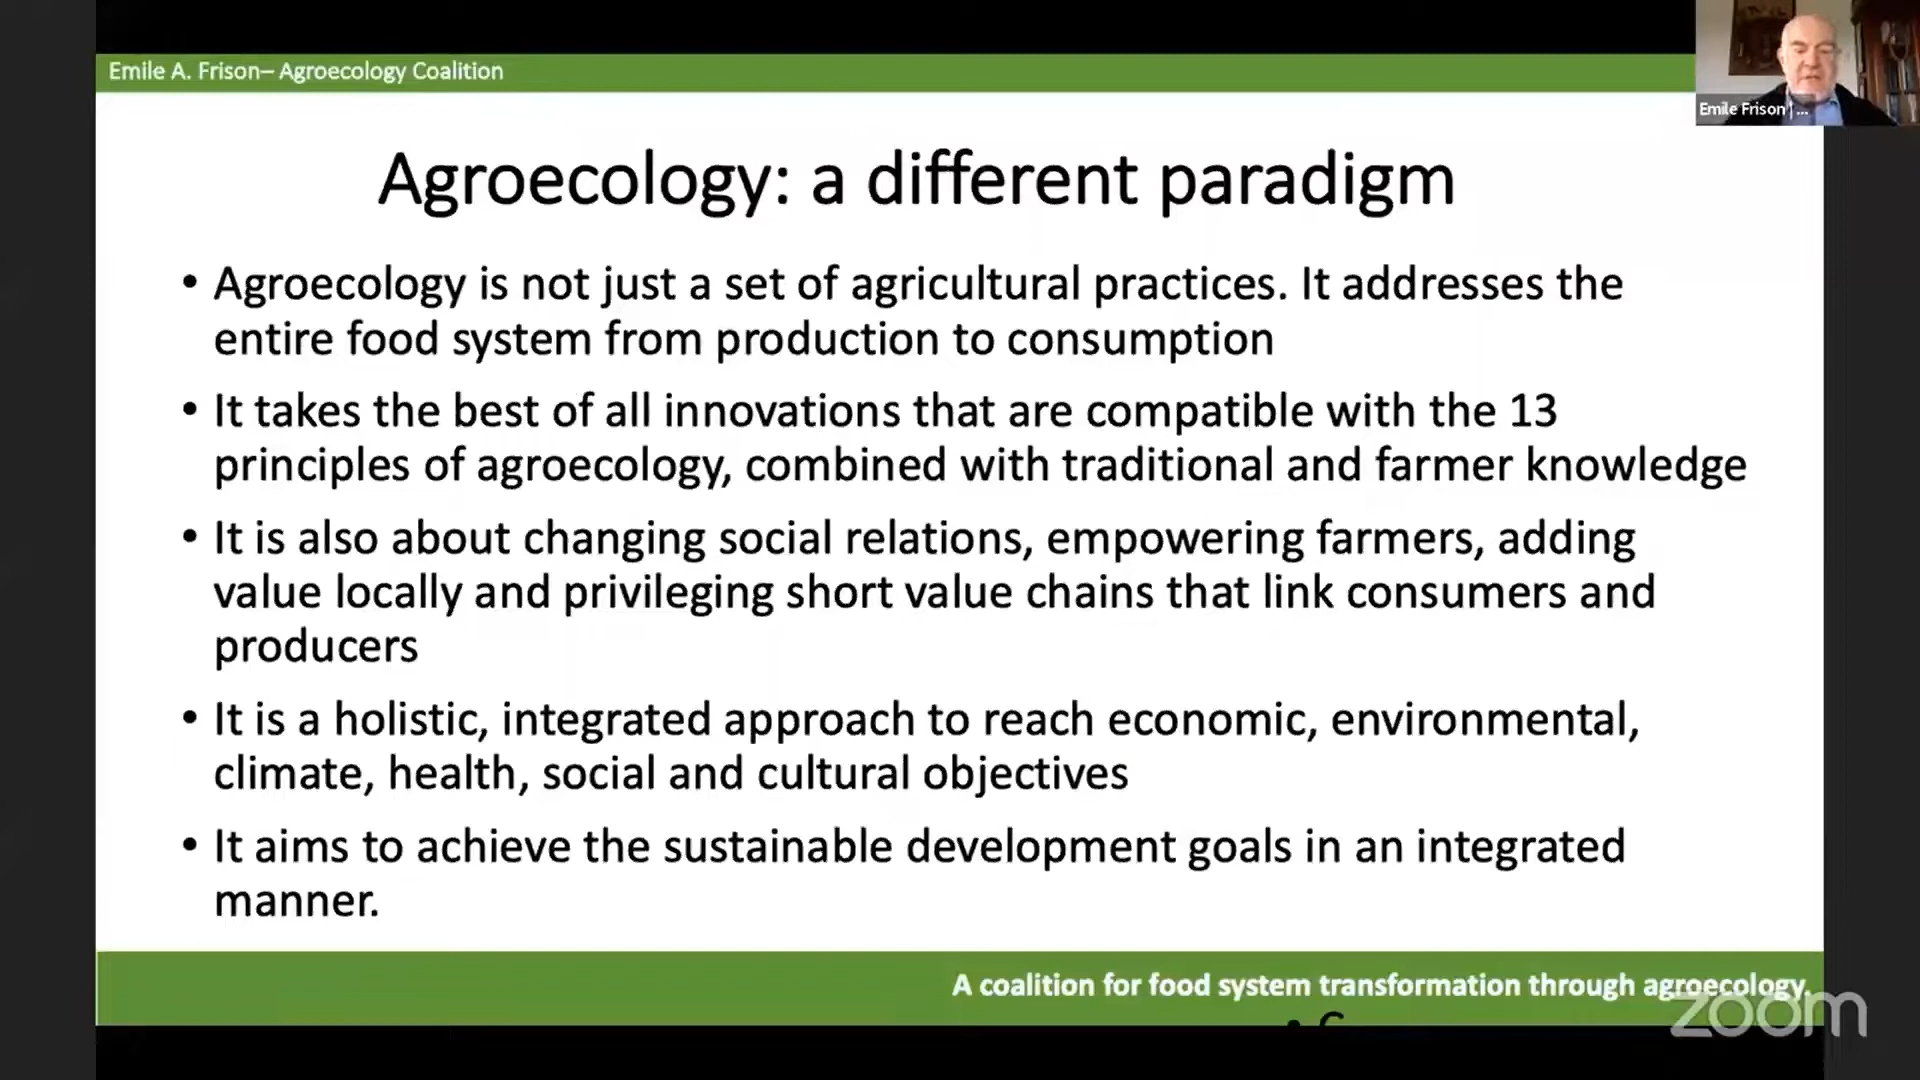 Emile A. Frison– Agroecology Coalition
Emile Frison | ...
Agroecology: a different paradigm
• Agroecology is not just a set of agricultural practices. It addresses the
entire food system from production to consumption
• It takes the best of all innovations that are compatible with the 13
principles of agroecology, combined with traditional and farmer knowledge
• It is also about changing social relations, empowering farmers, adding
value locally and privileging short value chains that link consumers and
producers
• It is a holistic, integrated approach to reach economic, environmental,
climate, health, social and cultural objectives
• It aims to achieve the sustainable development goals in an integrated
manner.
A coalition for food system transformation through agroecology.
zoom